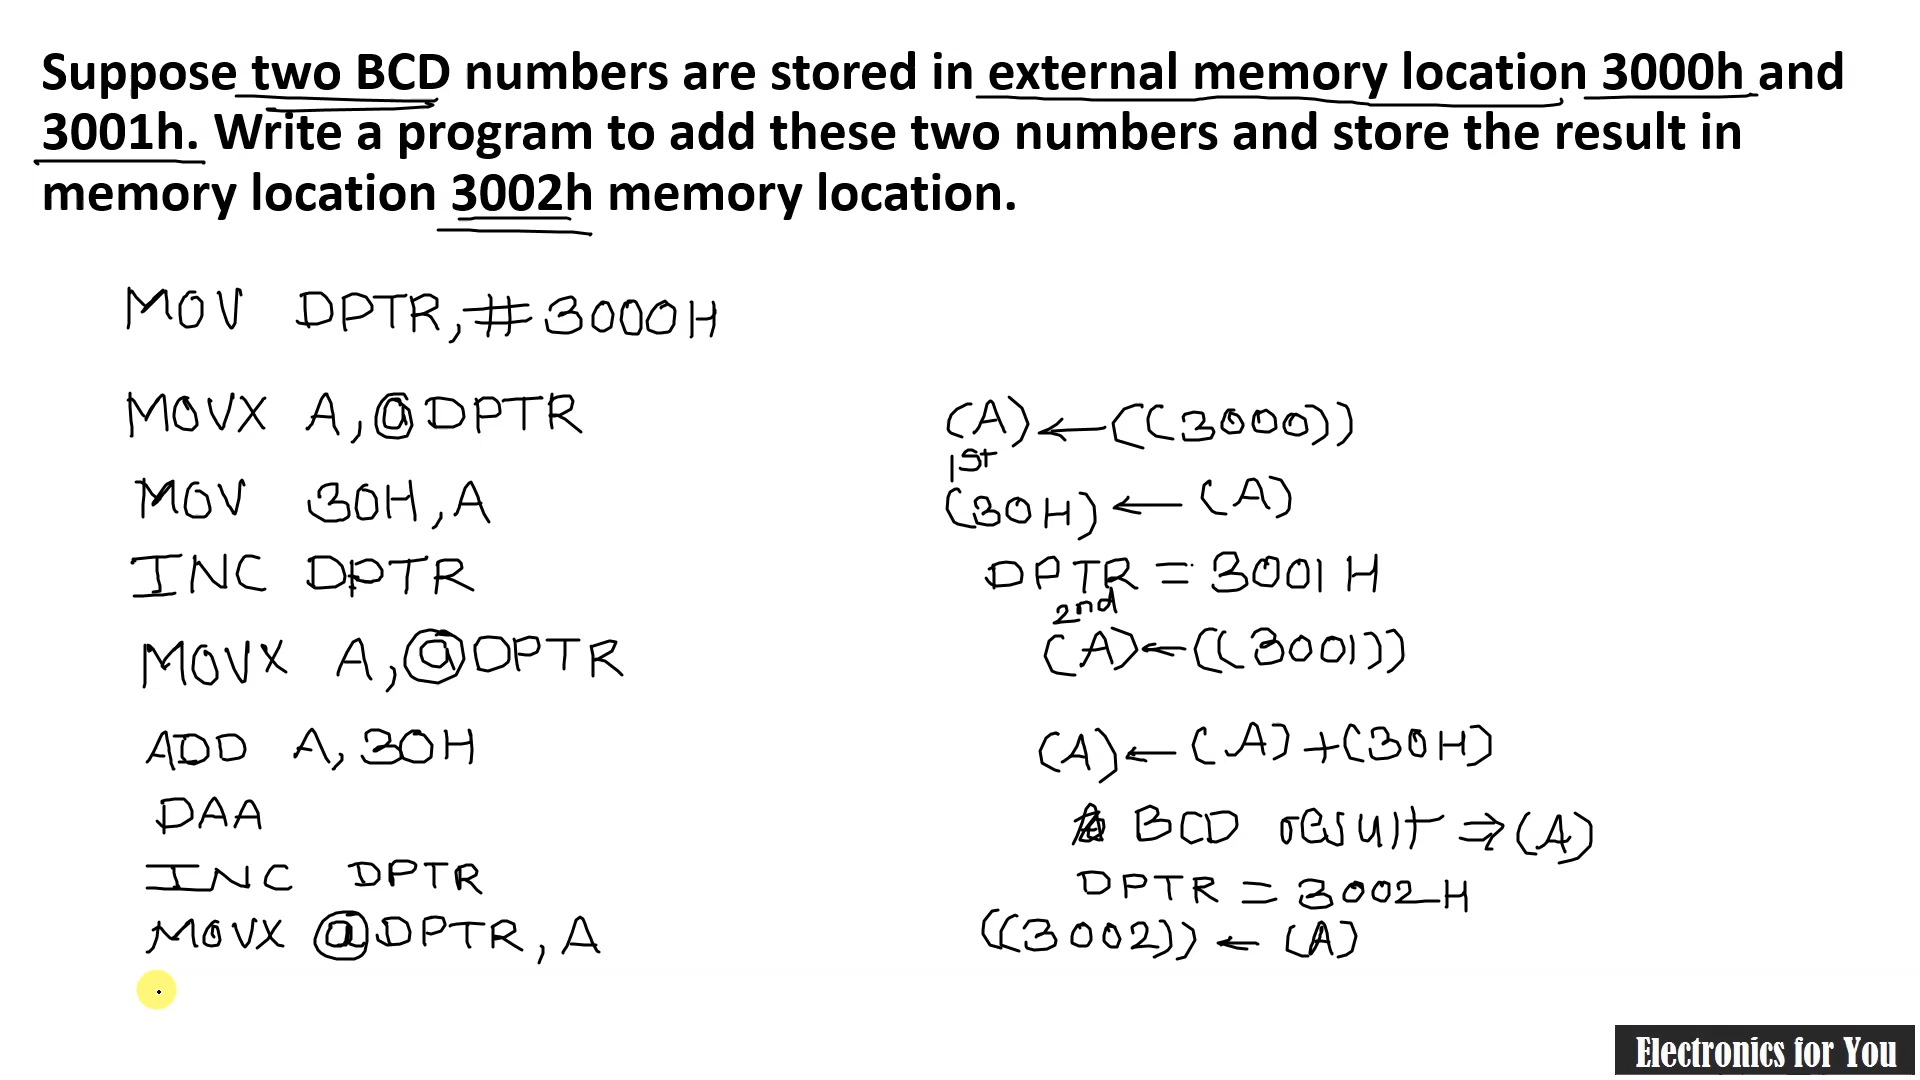 Suppose two BCD numbers are stored in external memory location 3000h and
3001h. Write a program to add these two numbers and store the result in
memory location 3002h memory location.
MOV DPTR, #3000H
MOVX A, @DPTR (A) ← ((3000))
1st
MOV 30H, A (30H) ← (A)
INC DPTR DPTR = 3001H
2nd
MOVX A, @DPTR (A) ← ((3001))
ADD A, 30H (A) ← (A) + (30H)
DAA BCD result ⇒ (A)
INC DPTR DPTR = 3002H
MOVX @DPTR, A ((3002)) ← (A)
Electronics for You